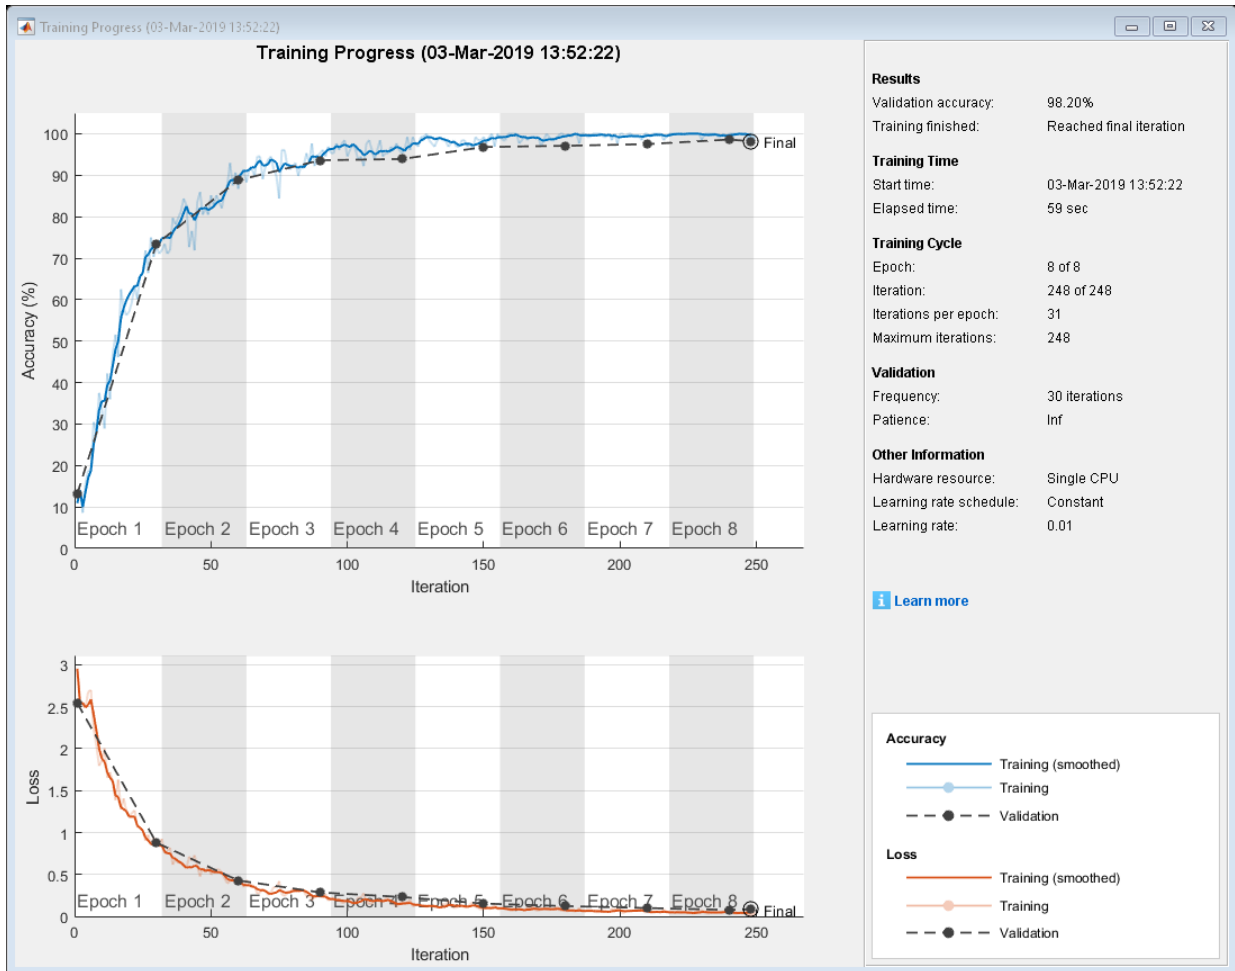 Training Progress (03-Mar-2019 13:52:22)
Training Progress (03-Mar-2019 13:52:22)
100
90
80
70
60
50
40
30
20
10
0
Accuracy (%)
Final
Epoch 1 Epoch 2 Epoch 3 Epoch 4 Epoch 5 Epoch 6 Epoch 7 Epoch 8
0 50 100 150 200 250
Iteration
3
2.5
2
1.5
1
0.5
0
Loss
Final
Epoch 1 Epoch 2 Epoch 3 Epoch 4 Epoch 5 Epoch 6 Epoch 7 Epoch 8
0 50 100 150 200 250
Iteration
Results
Validation accuracy: 98.20%
Training finished: Reached final iteration
Training Time
Start time: 03-Mar-2019 13:52:22
Elapsed time: 59 sec
Training Cycle
Epoch: 8 of 8
Iteration: 248 of 248
Iterations per epoch: 31
Maximum iterations: 248
Validation
Frequency: 30 iterations
Patience: Inf
Other Information
Hardware resource: Single CPU
Learning rate schedule: Constant
Learning rate: 0.01
i Learn more
Accuracy
Training (smoothed)
Training
Validation
Loss
Training (smoothed)
Training
Validation